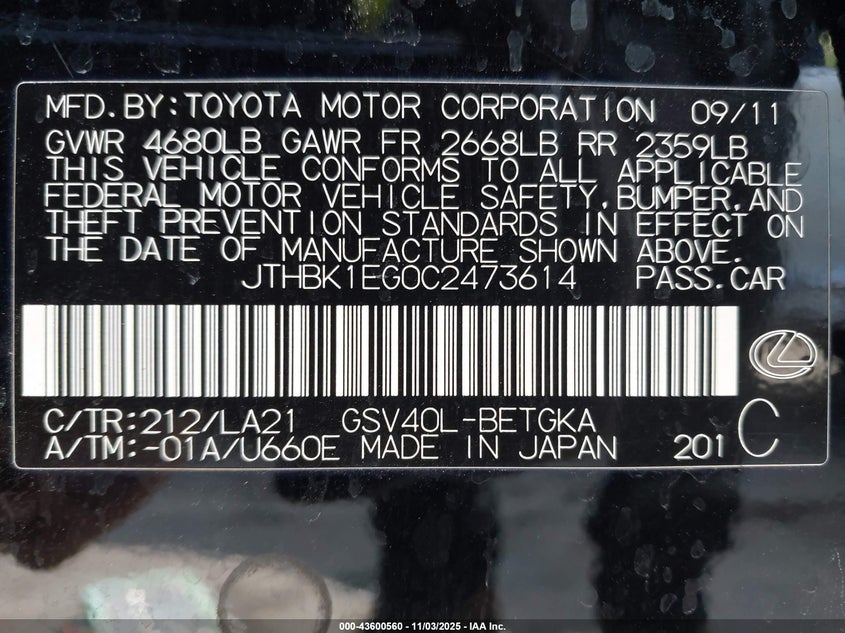 MFD.BY:TOYOTA MOTOR CORPORATION 09/11
GVWR 4680LB GAWR FR 2668LB RR 2359LB
THIS VEHICLE CONFORMS TO ALL APPLICABLE
FEDERAL MOTOR VEHICLE SAFETY,BUMPER,AND
THEFT PREVENTION STANDARDS IN EFFECT ON
THE DATE OF MANUFACTURE SHOWN ABOVE.
JTHBK1EG0C2473614 PASS.CAR
C/TR:212/LA21 GSV40L-BETGKA
A/TM:-01A/U660E MADE IN JAPAN 201 C
000-43600560 - 11/03/2025 - IAA Inc.